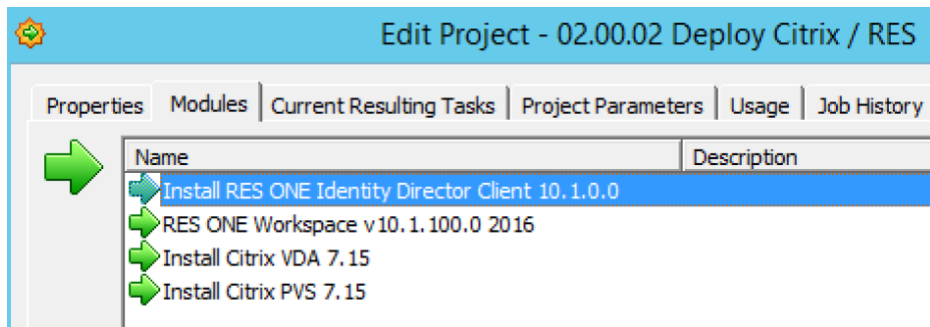 Edit Project - 02.00.02 Deploy Citrix / RES
Properties Modules Current Resulting Tasks Project Parameters Usage Job History
Name Description
Install RES ONE Identity Director Client 10.1.0.0
RES ONE Workspace v10.1.100.0 2016
Install Citrix VDA 7.15
Install Citrix PVS 7.15